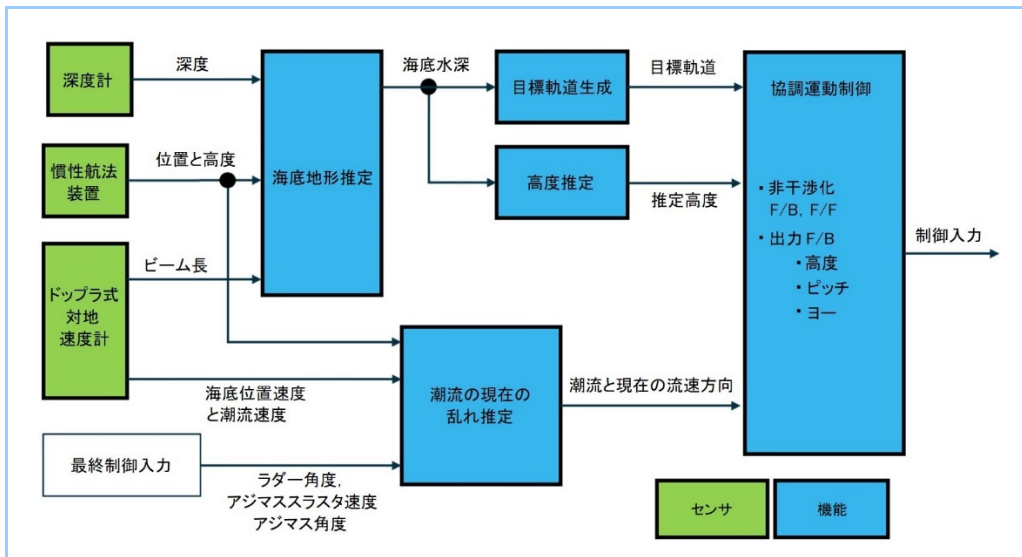 深度計
深度
慣性航法
装置
位置と高度
ドップラ式
対地
速度計
ビーム長
海底位置速度
と潮流速度
最終制御入力
ラダー角度,
アジマススラスタ速度
アジマス角度
海底地形推定
海底水深
目標軌道生成
目標軌道
高度推定
推定高度
潮流の現在の
乱れ推定
潮流と現在の流速方向
協調運動制御
・非干渉化
F/B, F/F
・出力 F/B
・高度
・ピッチ
・ヨー
制御入力
センサ
機能